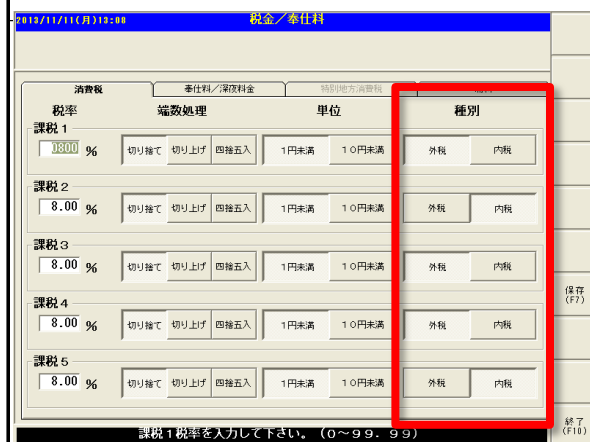 2013/11/11(月)13:08 税金／奉仕料
消費税 奉仕料／深夜料金 特別地方消費税
税率 端数処理 単位 種別
課税１
0800 % 切り捨て 切り上げ 四捨五入 1円未満 １０円未満 外税 内税
課税２
8.00 % 切り捨て 切り上げ 四捨五入 1円未満 １０円未満 外税 内税
課税３
8.00 % 切り捨て 切り上げ 四捨五入 1円未満 １０円未満 外税 内税
課税４
8.00 % 切り捨て 切り上げ 四捨五入 1円未満 １０円未満 外税 内税
課税５
8.00 % 切り捨て 切り上げ 四捨五入 1円未満 １０円未満 外税 内税
保存
(F7)
課税１税率を入力して下さい。（０～９９．９９）
終了
(F10)